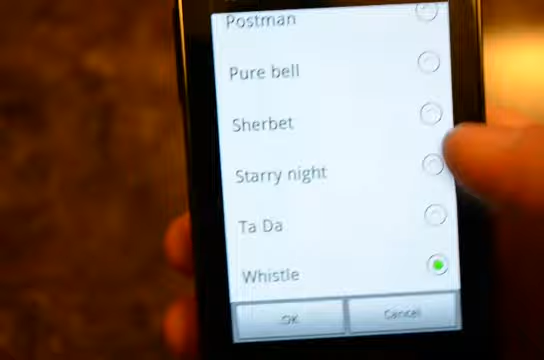 Postman
Pure bell
Sherbet
Starry night
Ta Da
Whistle
OK Cancel